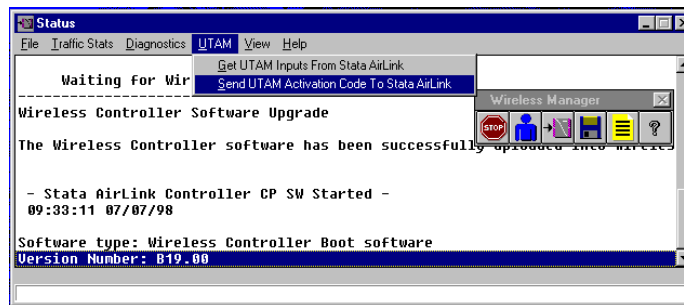 Status
File Traffic Stats Diagnostics UTAM View Help
Get UTAM Inputs From Stata AirLink
Send UTAM Activation Code To Stata AirLink
Waiting for Wir
Wireless Manager
STOP ?
Wireless Controller Software Upgrade
The Wireless Controller software has been successfully uploaded into
- Stata AirLink Controller CP SW Started -
09:33:11 07/07/98
Software type: Wireless Controller Boot software
Version Number: B19.00